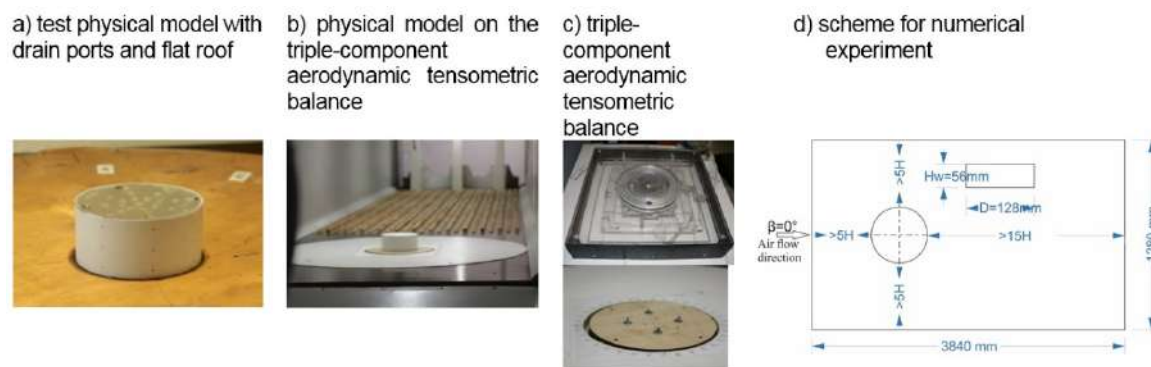 a) test physical model with
drain ports and flat roof
b) physical model on the
triple-component
aerodynamic tensometric
balance
c) triple-
component
aerodynamic
tensometric
balance
d) scheme for numerical
experiment
>5H
Hw=56mm
D=128mm
β=0°
Air flow
direction
>5H
>15H
>5H
3840 mm